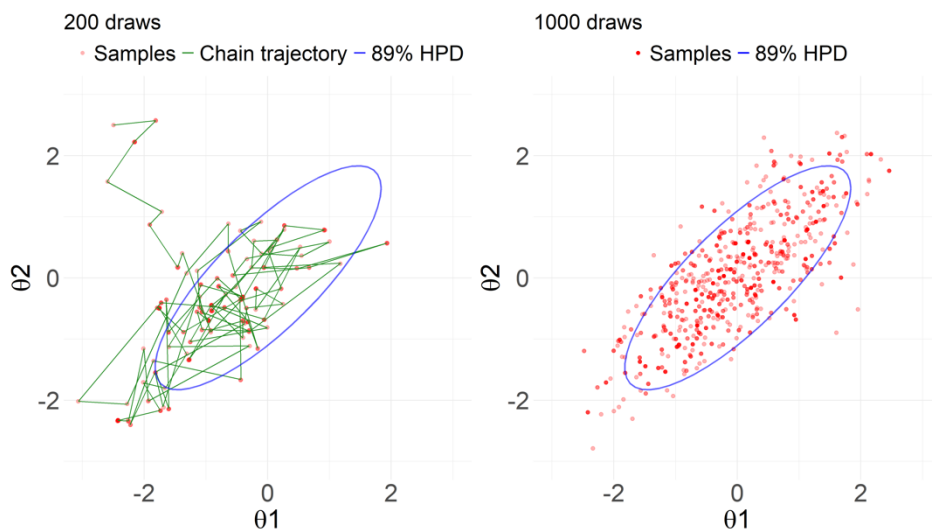 200 draws
Samples Chain trajectory 89% HPD
2
0
-2
θ2
-2 0 2
θ1
1000 draws
Samples 89% HPD
2
0
-2
θ2
-2 0 2
θ1